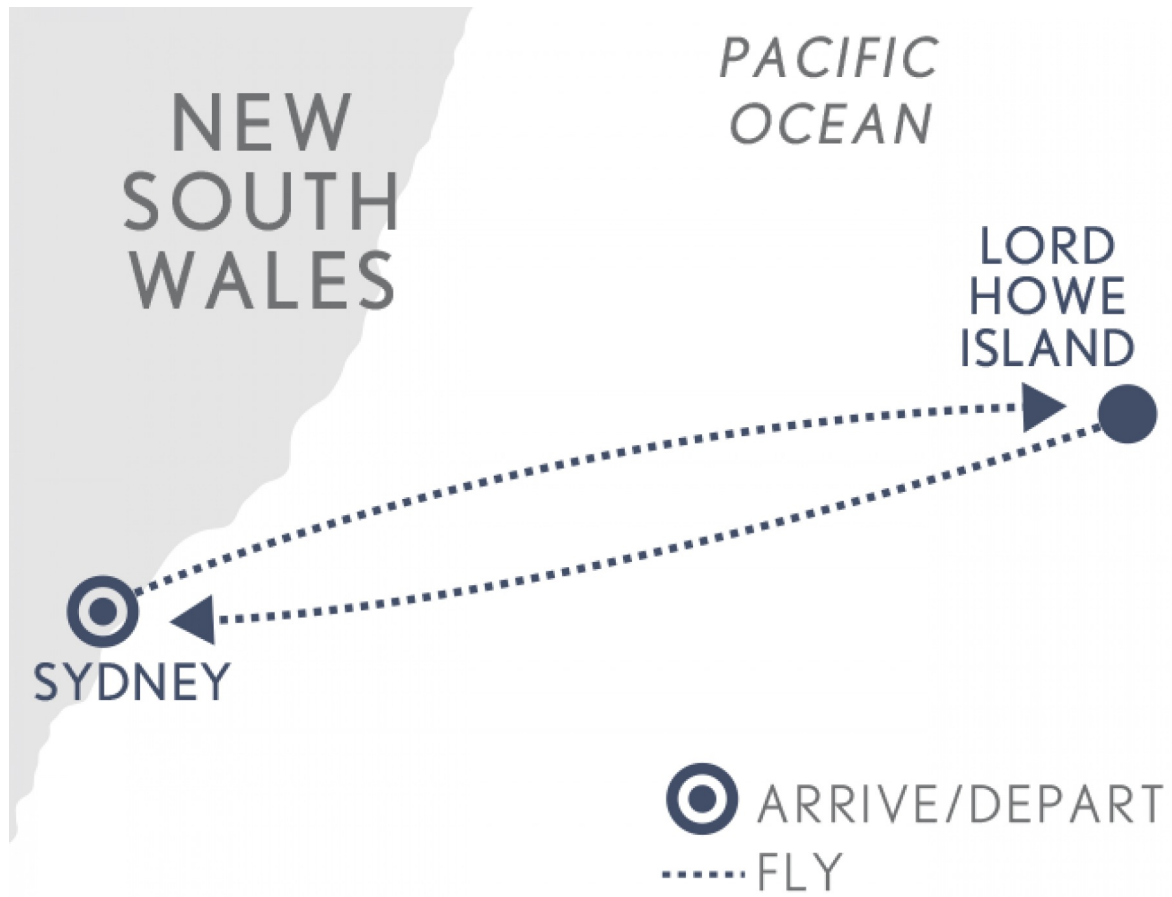 NEW
SOUTH
WALES
PACIFIC
OCEAN
LORD
HOWE
ISLAND
SYDNEY
ARRIVE/DEPART
FLY